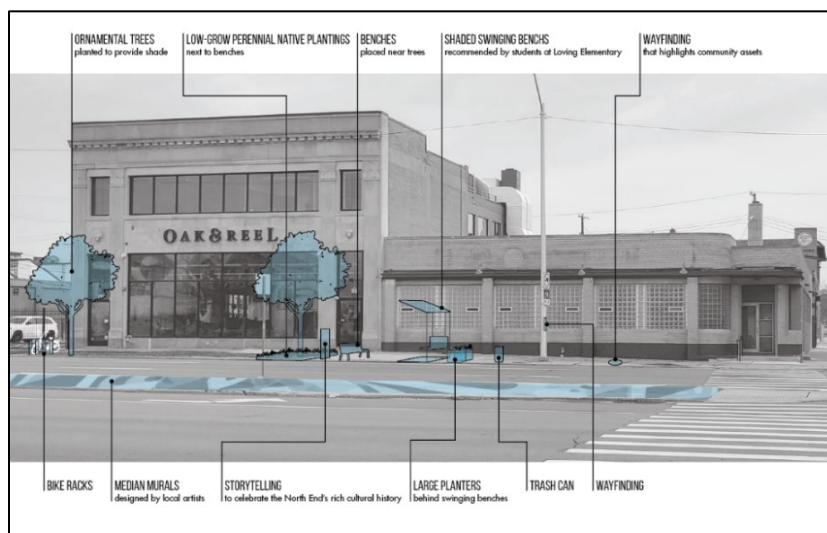 ORNAMENTAL TREES
planted to provide shade
LOW-GROW PERENNIAL NATIVE PLANTINGS
next to benches
BENCHES
placed near trees
SHADED SWINGING BENCHS
recommended by students at Loving Elementary
WAYFINDING
that highlights community assets
OAK&REEL
BIKE RACKS
MEDIAN MURALS
designed by local artists
STORYTELLING
to celebrate the North End's rich cultural history
LARGE PLANTERS
behind swinging benches
TRASH CAN
WAYFINDING